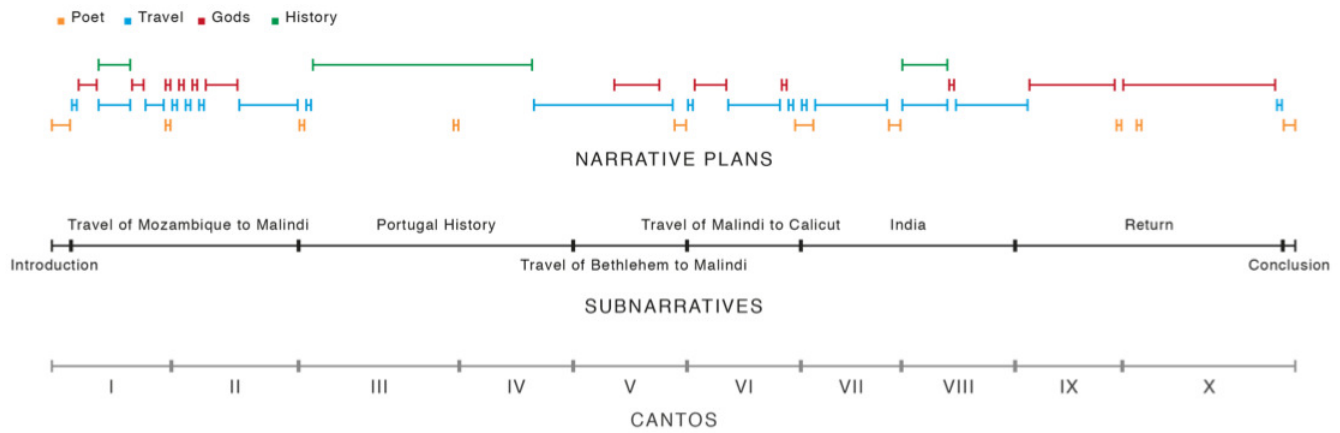 Poet Travel Gods History
NARRATIVE PLANS
Travel of Mozambique to Malindi Portugal History Travel of Malindi to Calicut India Return
Introduction Travel of Bethlehem to Malindi Conclusion
SUBNARRATIVES
I II III IV V VI VII VIII IX X
CANTOS